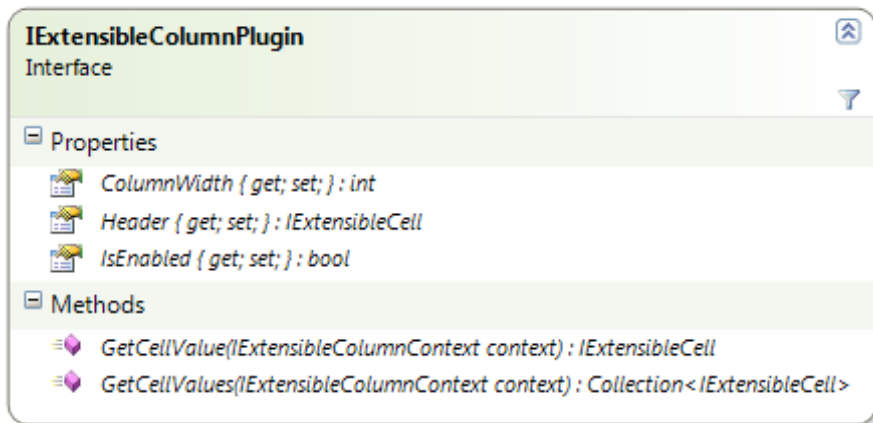 IExtensibleColumnPlugin
Interface
Properties
ColumnWidth { get; set; } : int
Header { get; set; } : IExtensibleCell
IsEnabled { get; set; } : bool
Methods
GetCellValue(IExtensibleColumnContext context) : IExtensibleCell
GetCellValues(IExtensibleColumnContext context) : Collection<IExtensibleCell>